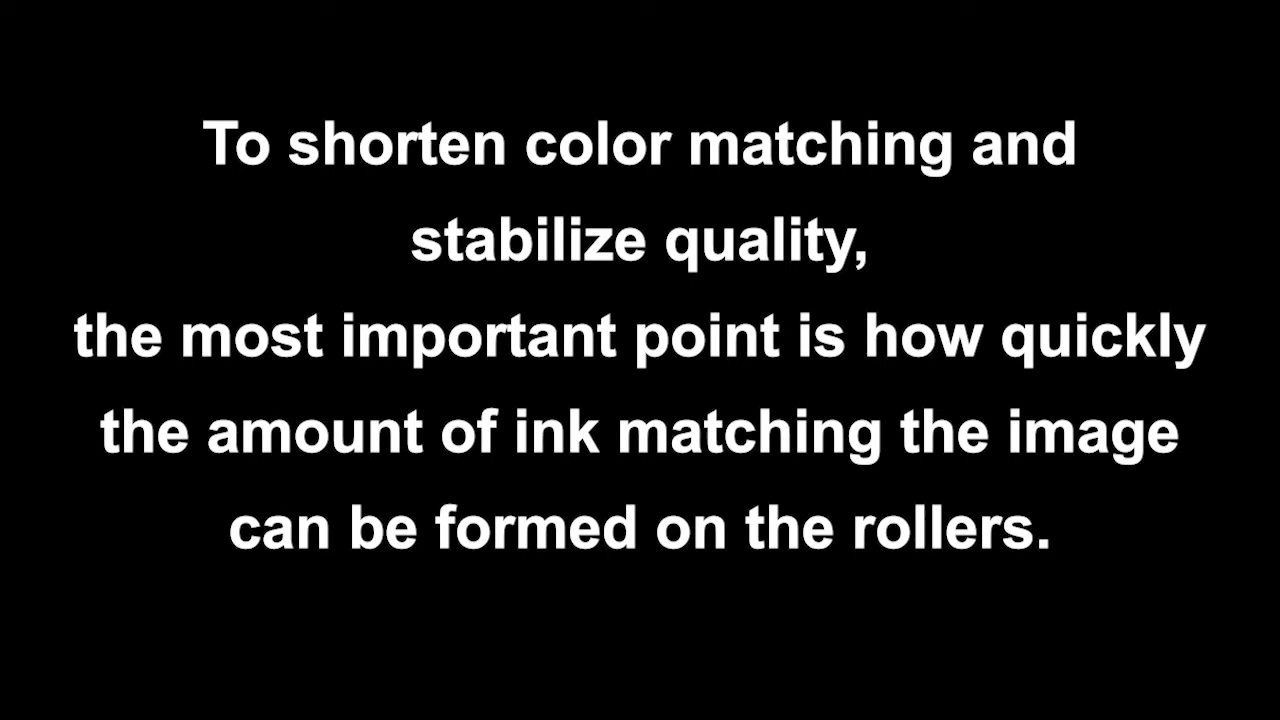 To shorten color matching and
stabilize quality,
the most important point is how quickly
the amount of ink matching the image
can be formed on the rollers.